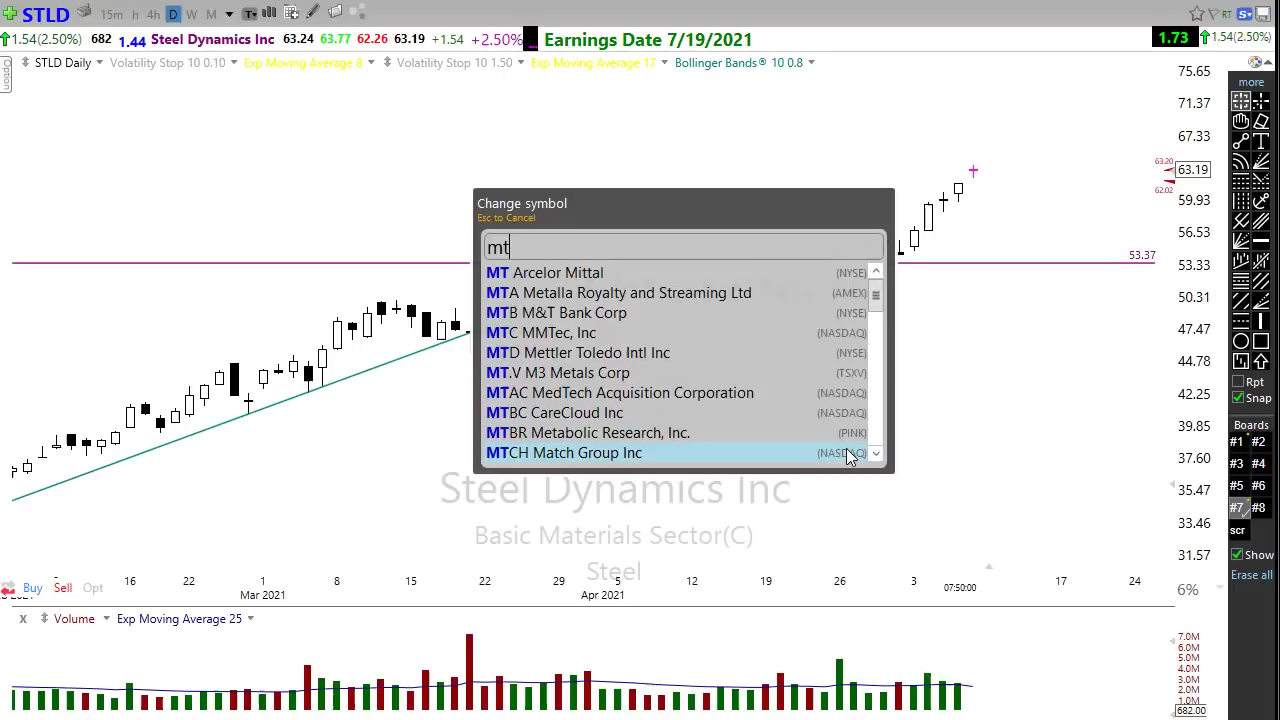 STLD 15m h 4h D W M T
RT S
1.54(2.50%) 682 1.44 Steel Dynamics Inc 63.24 63.77 62.26 63.19 +1.54 +2.50% Earnings Date 7/19/2021 1.73 1.54(2.50%)
Option
STLD Daily Volatility Stop 10 0.10 Exp Moving Average 8 Volatility Stop 10 1.50 Exp Moving Average 17 Bollinger Bands® 10 0.8
75.65
71.37
67.33
63.20
63.19
62.02
59.93
56.53
53.37
53.33
50.31
47.47
44.78
42.25
39.85
37.60
35.47
33.46
31.57
more
Rpt
Snap
Boards
#1 #2
#3 #4
#5 #6
#7 #8
scr
Show
Erase all
Change symbol
Esc to Cancel
mt
MT Arcelor Mittal (NYSE)
MTA Metalla Royalty and Streaming Ltd (AMEX)
MTB M&T Bank Corp (NYSE)
MTC MMTec, Inc (NASDAQ)
MTD Mettler Toledo Intl Inc (NYSE)
MT.V M3 Metals Corp (TSXV)
MTAC MedTech Acquisition Corporation (NASDAQ)
MTBC CareCloud Inc (NASDAQ)
MTBR Metabolic Research, Inc. (PINK)
MTCH Match Group Inc (NASDAQ)
Steel Dynamics Inc
Basic Materials Sector(C)
Steel
16 22 1 8 15 22 29 5 12 19 26 3 07:50:00 17 24
Mar 2021 Apr 2021
Buy Sell Opt
6%
X Volume Exp Moving Average 25
7.0M
6.0M
5.0M
4.0M
3.0M
2.0M
1.0M
682.00